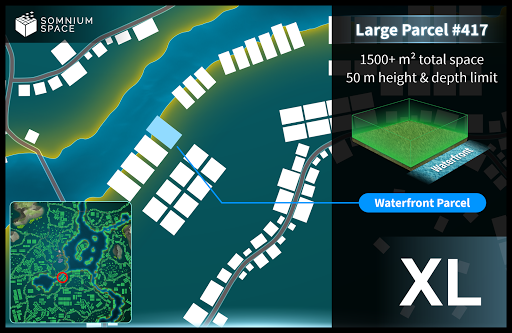 SOMNIUM
SPACE
Large Parcel #417
1500+ m² total space
50 m height & depth limit
Waterfront
Waterfront Parcel
XL